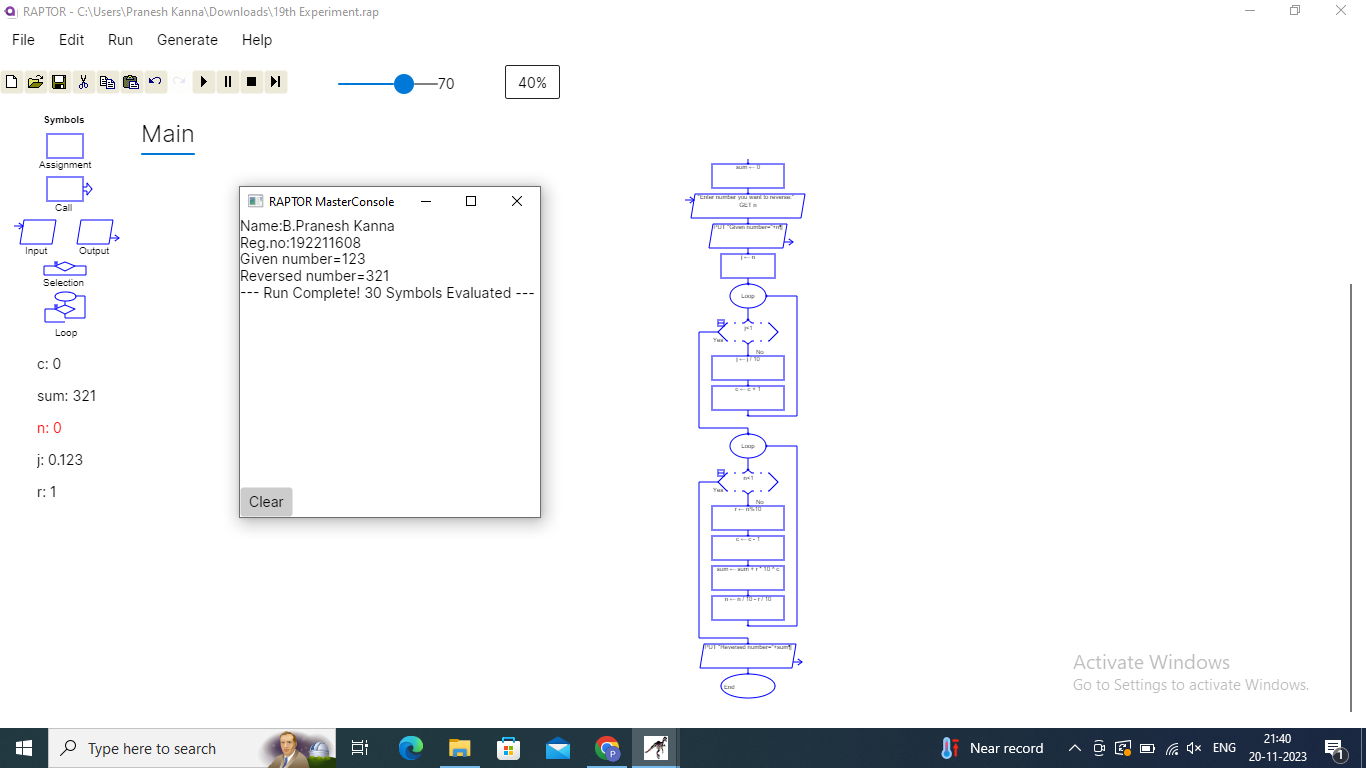 RAPTOR - C:\Users\Pranesh Kanna\Downloads\19th Experiment.rap
File Edit Run Generate Help
70
40%
Symbols
Assignment
Call
Input Output
Selection
Loop
c: 0
sum: 321
n: 0
j: 0.123
r: 1
Main
RAPTOR MasterConsole
Name:B.Pranesh Kanna
Reg.no:192211608
Given number=123
Reversed number=321
--- Run Complete! 30 Symbols Evaluated ---
Clear
sum ← 0
"Enter number you want to reverse:"
GET n
PUT "Given number="+n¶
j ← n
Loop
j<1
Yes
No
j ← j / 10
c ← c + 1
Loop
n<1
Yes
No
r ← n%10
c ← c - 1
sum ← sum + r * 10 ^ c
n ← n / 10 - r / 10
PUT "Reversed number="+sum¶
End
Activate Windows
Go to Settings to activate Windows.
Type here to search
P
Near record
ENG
21:40
20-11-2023
1